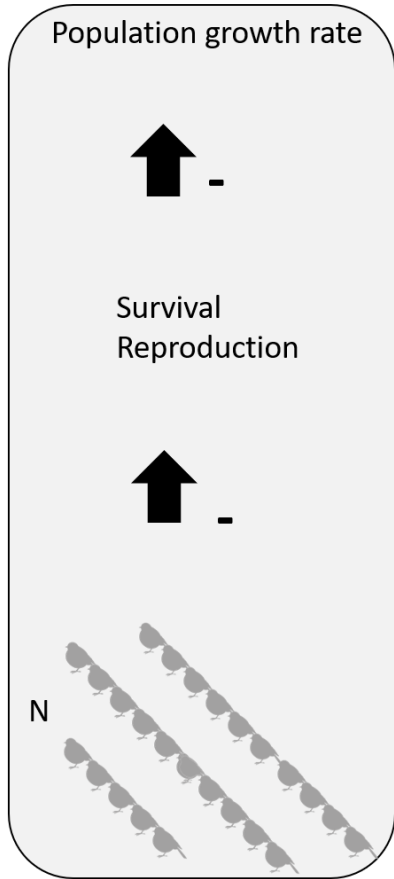 Population growth rate
-
Survival
Reproduction
-
N